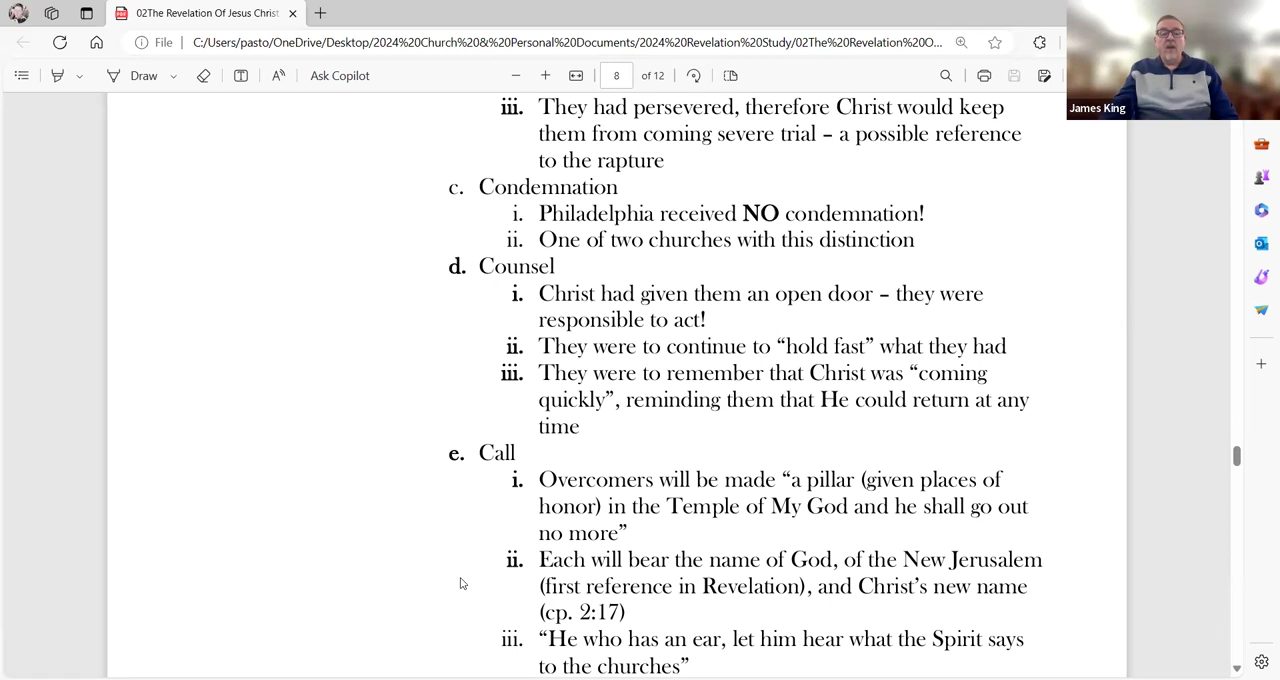 02The Revelation Of Jesus Christ
File
C:/Users/pasto/OneDrive/Desktop/2024%20Church%20&%20Personal%20Documents/2024%20Revelation%20Study/02The%20Revelation%20O...
Draw
Ask Copilot
8 of 12
James King
iii. They had persevered, therefore Christ would keep
them from coming severe trial – a possible reference
to the rapture
c. Condemnation
i. Philadelphia received NO condemnation!
ii. One of two churches with this distinction
d. Counsel
i. Christ had given them an open door – they were
responsible to act!
ii. They were to continue to “hold fast” what they had
iii. They were to remember that Christ was “coming
quickly”, reminding them that He could return at any
time
e. Call
i. Overcomers will be made “a pillar (given places of
honor) in the Temple of My God and he shall go out
no more”
ii. Each will bear the name of God, of the New Jerusalem
(first reference in Revelation), and Christ’s new name
(cp. 2:17)
iii. “He who has an ear, let him hear what the Spirit says
to the churches”